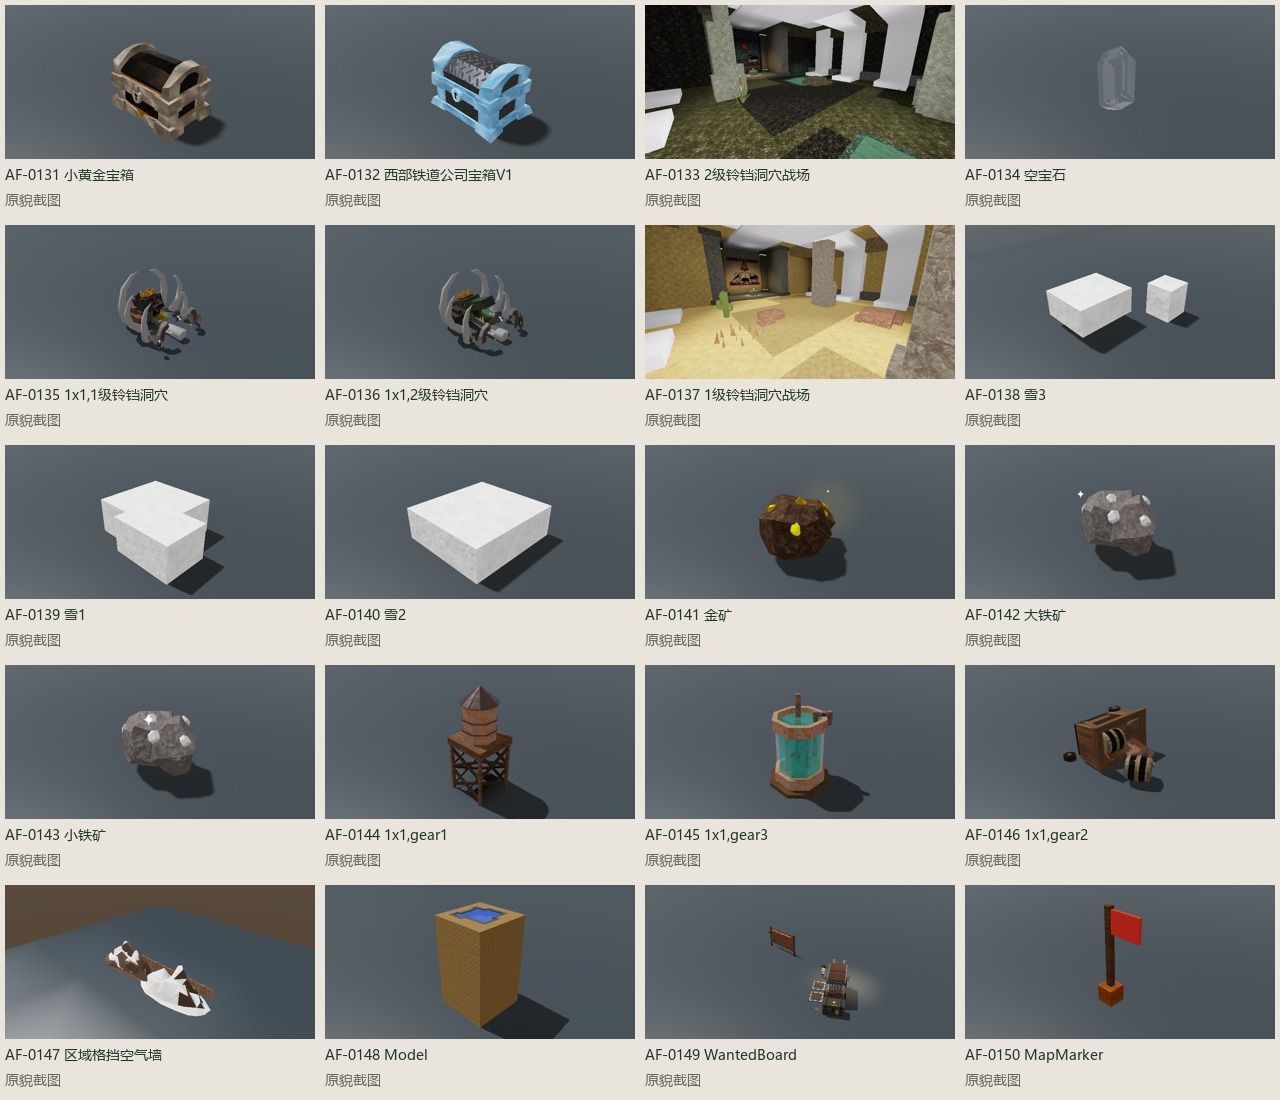 AF-0131 小黄金宝箱
原貌截图
AF-0132 西部铁道公司宝箱V1
原貌截图
AF-0133 2级铃铛洞穴战场
原貌截图
AF-0134 空宝石
原貌截图
AF-0135 1x1,1级铃铛洞穴
原貌截图
AF-0136 1x1,2级铃铛洞穴
原貌截图
AF-0137 1级铃铛洞穴战场
原貌截图
AF-0138 雪3
原貌截图
AF-0139 雪1
原貌截图
AF-0140 雪2
原貌截图
AF-0141 金矿
原貌截图
AF-0142 大铁矿
原貌截图
AF-0143 小铁矿
原貌截图
AF-0144 1x1,gear1
原貌截图
AF-0145 1x1,gear3
原貌截图
AF-0146 1x1,gear2
原貌截图
AF-0147 区域格挡空气墙
原貌截图
AF-0148 Model
原貌截图
AF-0149 WantedBoard
原貌截图
AF-0150 MapMarker
原貌截图